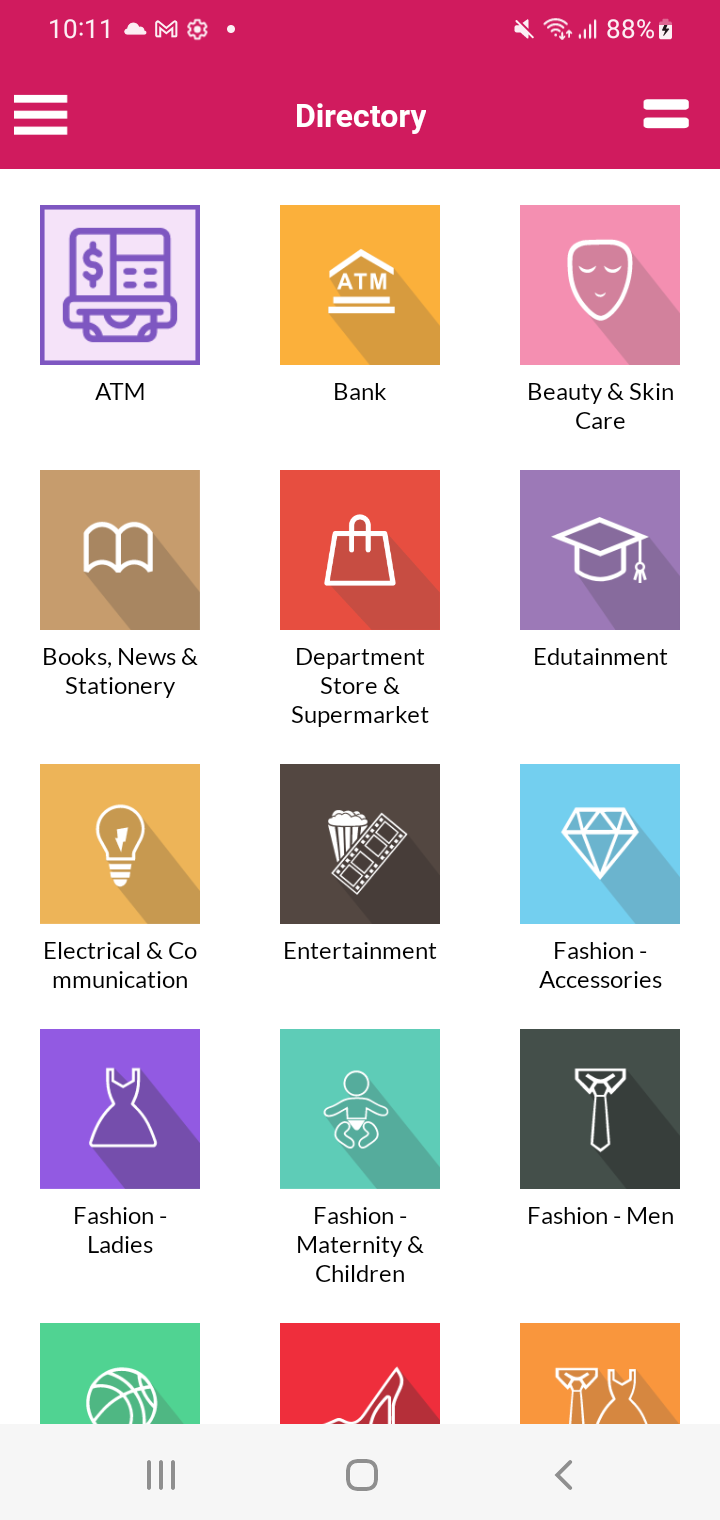 10:11
88%
Directory
ATM
ATM
Bank
Beauty & Skin
Care
Books, News &
Stationery
Department
Store &
Supermarket
Edutainment
Electrical & Co
mmunication
Entertainment
Fashion -
Accessories
Fashion -
Ladies
Fashion -
Maternity &
Children
Fashion - Men